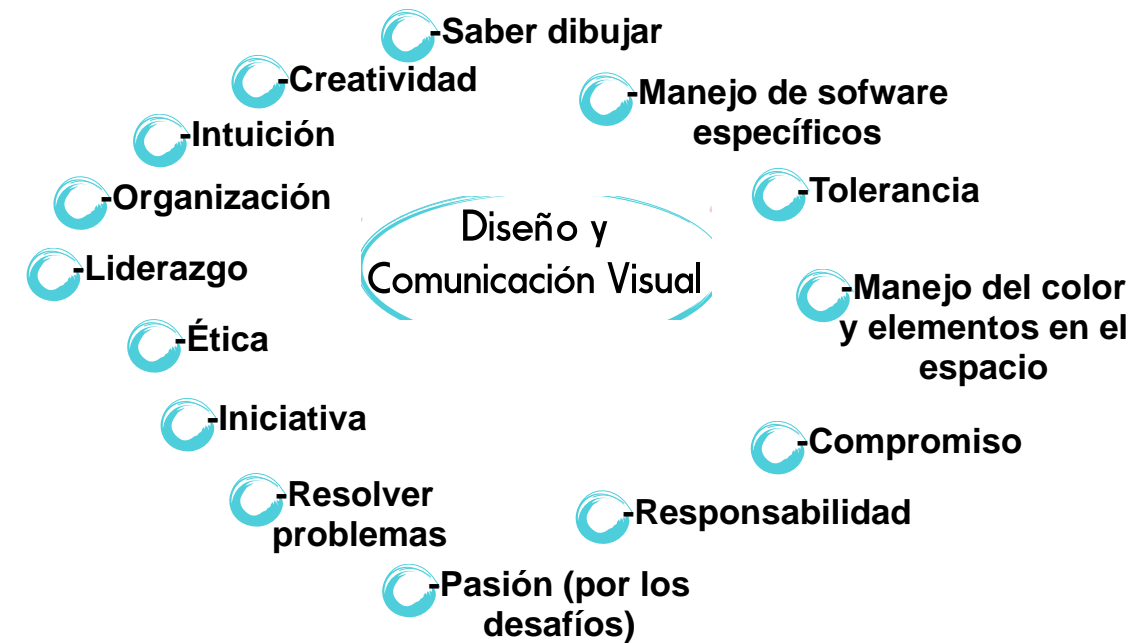 -Saber dibujar
-Creatividad
-Manejo de sofware
específicos
-Intuición
-Tolerancia
-Organización
Diseño y
Comunicación Visual
-Liderazgo
-Manejo del color
y elementos en el
espacio
-Ética
-Iniciativa
-Compromiso
-Resolver
problemas
-Responsabilidad
-Pasión (por los
desafíos)